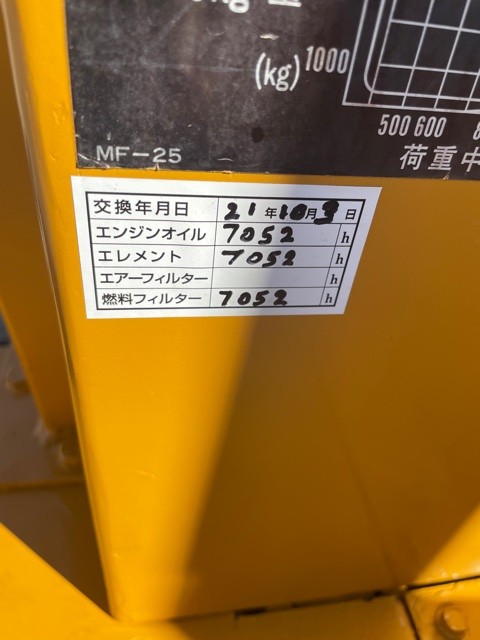 (kg) 1000
500 600
MF-25
荷重中
交換年月日 21年10月3日
エンジンオイル 7052 h
エレメント 7052 h
エアーフィルター h
燃料フィルター 7052 h